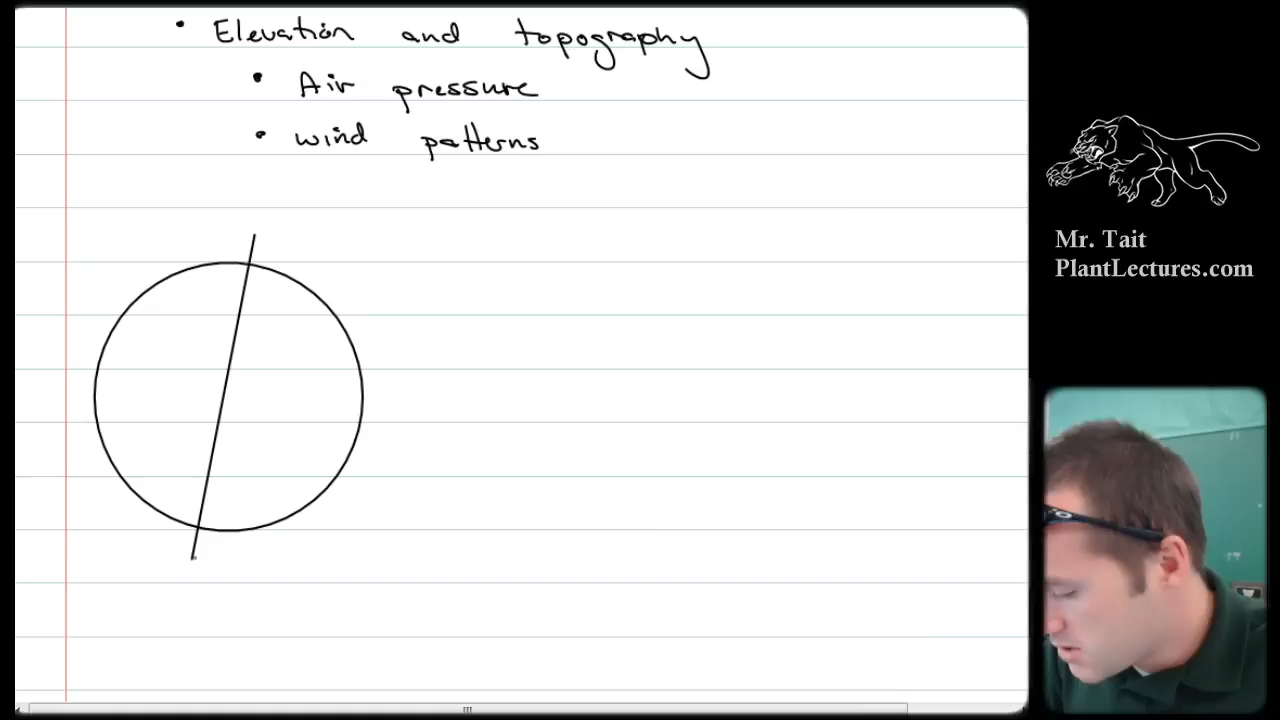 • Elevation and topography
• Air pressure
• wind patterns
Mr. Tait
PlantLectures.com